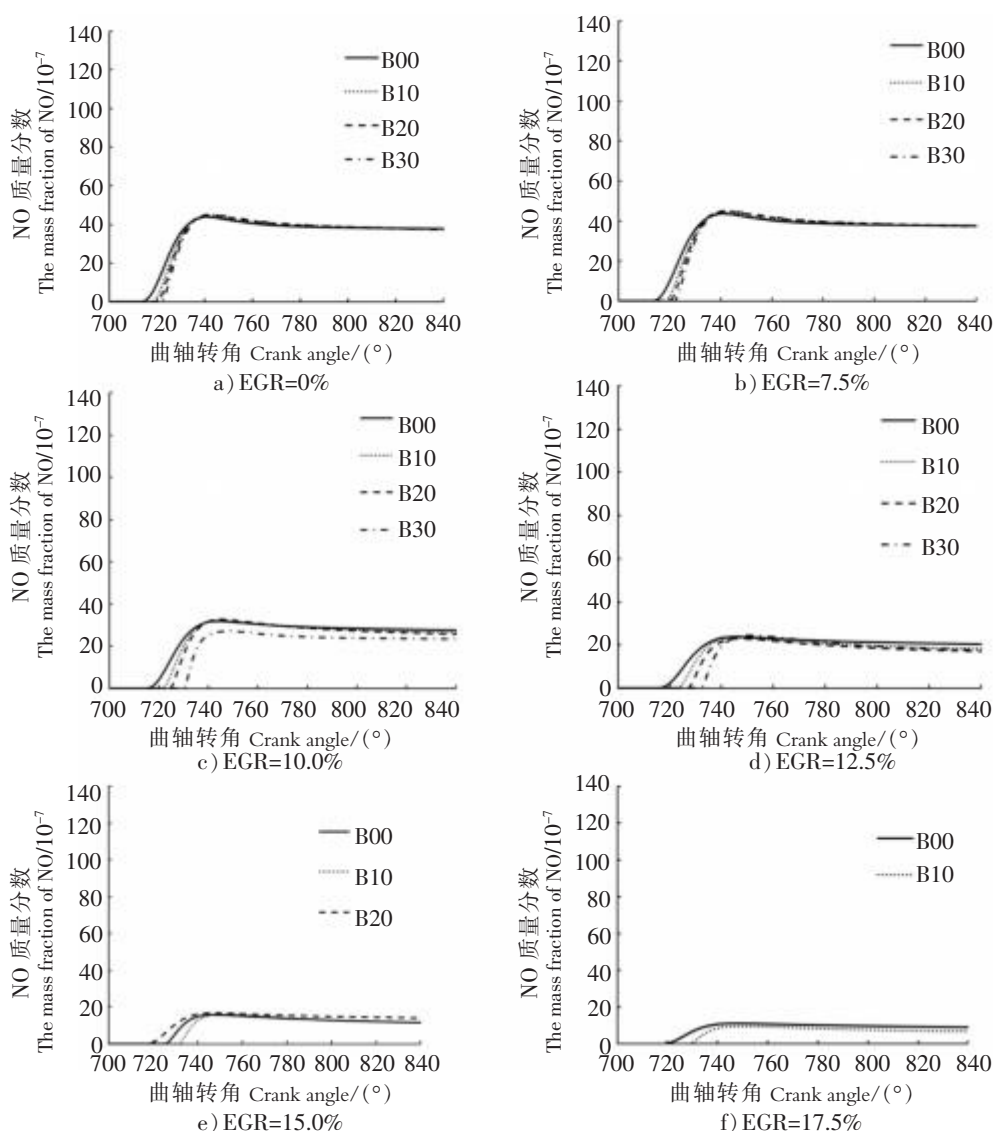 NO 质量分数
The mass fraction of NO/10⁻⁷
140
120
100
80
60
40
20
0
B00
B10
B20
B30
700 720 740 760 780 800 820 840
曲轴转角 Crank angle/(°)
a) EGR=0%
NO 质量分数
The mass fraction of NO/10⁻⁷
140
120
100
80
60
40
20
0
B00
B10
B20
B30
700 720 740 760 780 800 820 840
曲轴转角 Crank angle/(°)
b) EGR=7.5%
NO 质量分数
The mass fraction of NO/10⁻⁷
140
120
100
80
60
40
20
0
B00
B10
B20
B30
700 720 740 760 780 800 820 840
曲轴转角 Crank angle/(°)
c) EGR=10.0%
NO 质量分数
The mass fraction of NO/10⁻⁷
140
120
100
80
60
40
20
0
B00
B10
B20
B30
700 720 740 760 780 800 820 840
曲轴转角 Crank angle/(°)
d) EGR=12.5%
NO 质量分数
The mass fraction of NO/10⁻⁷
140
120
100
80
60
40
20
0
B00
B10
B20
700 720 740 760 780 800 820 840
曲轴转角 Crank angle/(°)
e) EGR=15.0%
NO 质量分数
The mass fraction of NO/10⁻⁷
140
120
100
80
60
40
20
0
B00
B10
700 720 740 760 780 800 820 840
曲轴转角 Crank angle/(°)
f) EGR=17.5%